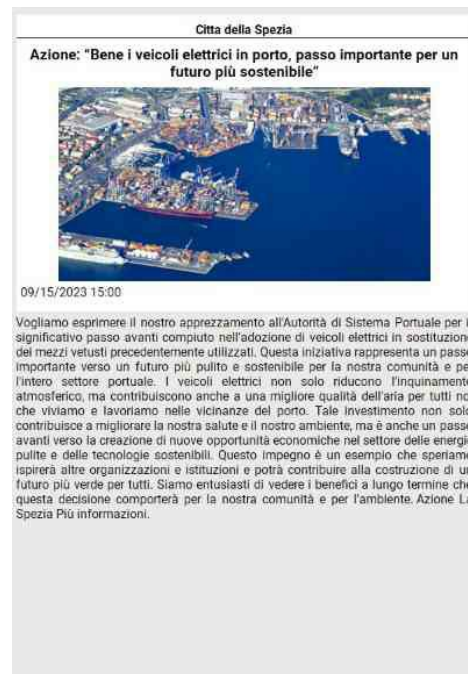 Citta della Spezia
Azione: “Bene i veicoli elettrici in porto, passo importante per un
futuro più sostenibile”
09/15/2023 15:00
Vogliamo esprimere il nostro apprezzamento all'Autorità di Sistema Portuale per i
significativo passo avanti compiuto nell'adozione di veicoli elettrici in sostituzione
dei mezzi vetusti precedentemente utilizzati. Questa iniziativa rappresenta un passo
importante verso un futuro più pulito e sostenibile per la nostra comunità e per
l'intero settore portuale. I veicoli elettrici non solo riducono l'inquinamento
atmosferico, ma contribuiscono anche a una migliore qualità dell'aria per tutti no
che viviamo e lavoriamo nelle vicinanze del porto. Tale investimento non solo
contribuisce a migliorare la nostra salute e il nostro ambiente, ma è anche un passo
avanti verso la creazione di nuove opportunità economiche nel settore delle energie
pulite e delle tecnologie sostenibili. Questo impegno è un esempio che speriamo
ispirerà altre organizzazioni e istituzioni e potrà contribuire alla costruzione di un
futuro più verde per tutti. Siamo entusiasti di vedere i benefici a lungo termine che
questa decisione comporterà per la nostra comunità e per l'ambiente. Azione La
Spezia Più informazioni.